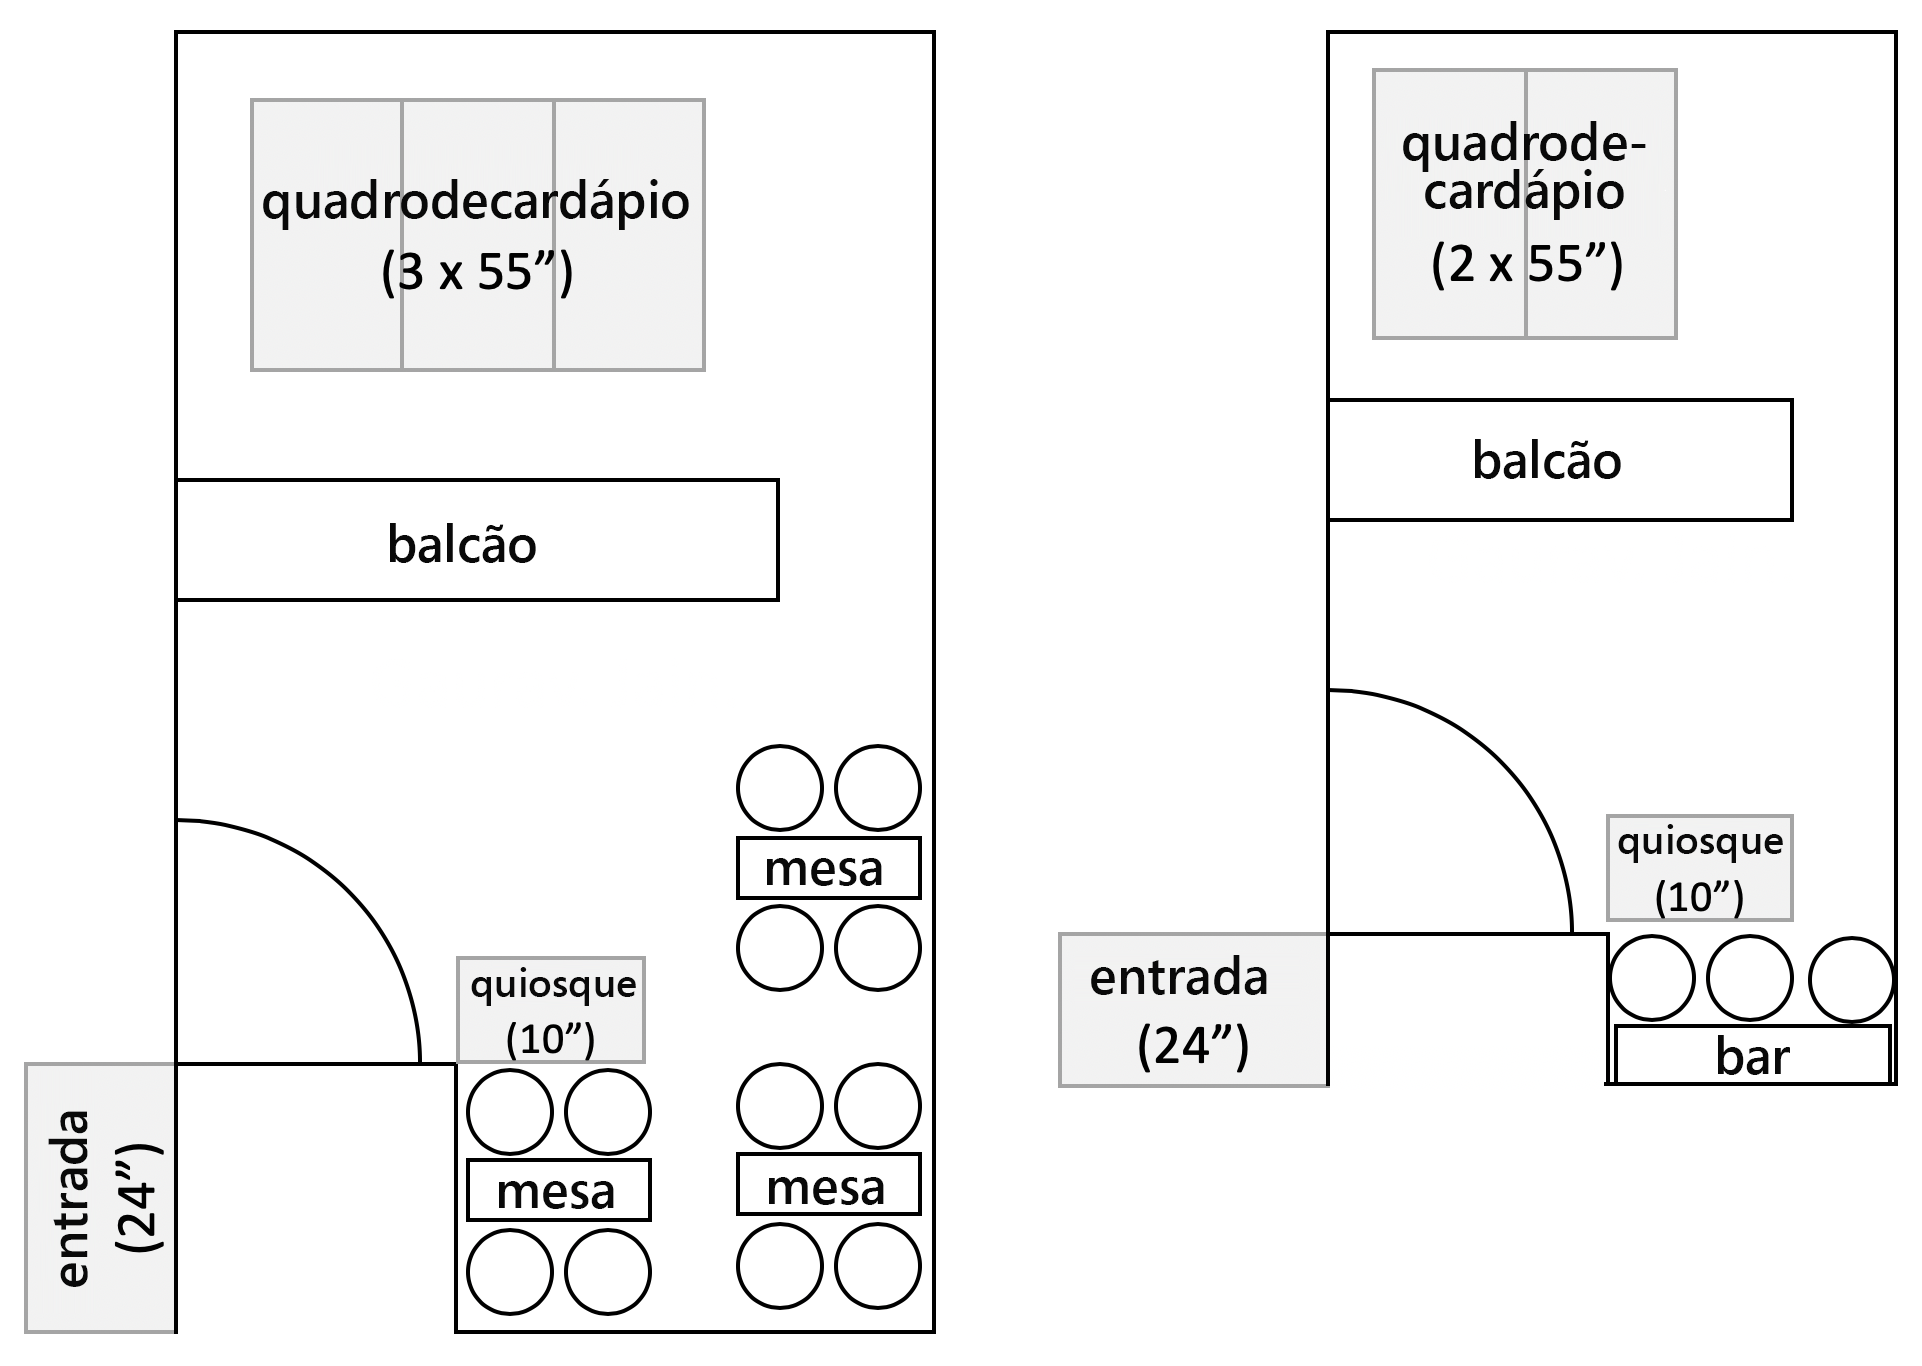 quadrodecardápio
(3 x 55”)
balcão
mesa
quiosque
(10”)
entrada
(24”)
mesa
mesa
quadrode-
cardápio
(2 x 55”)
balcão
quiosque
(10”)
entrada
(24”)
bar